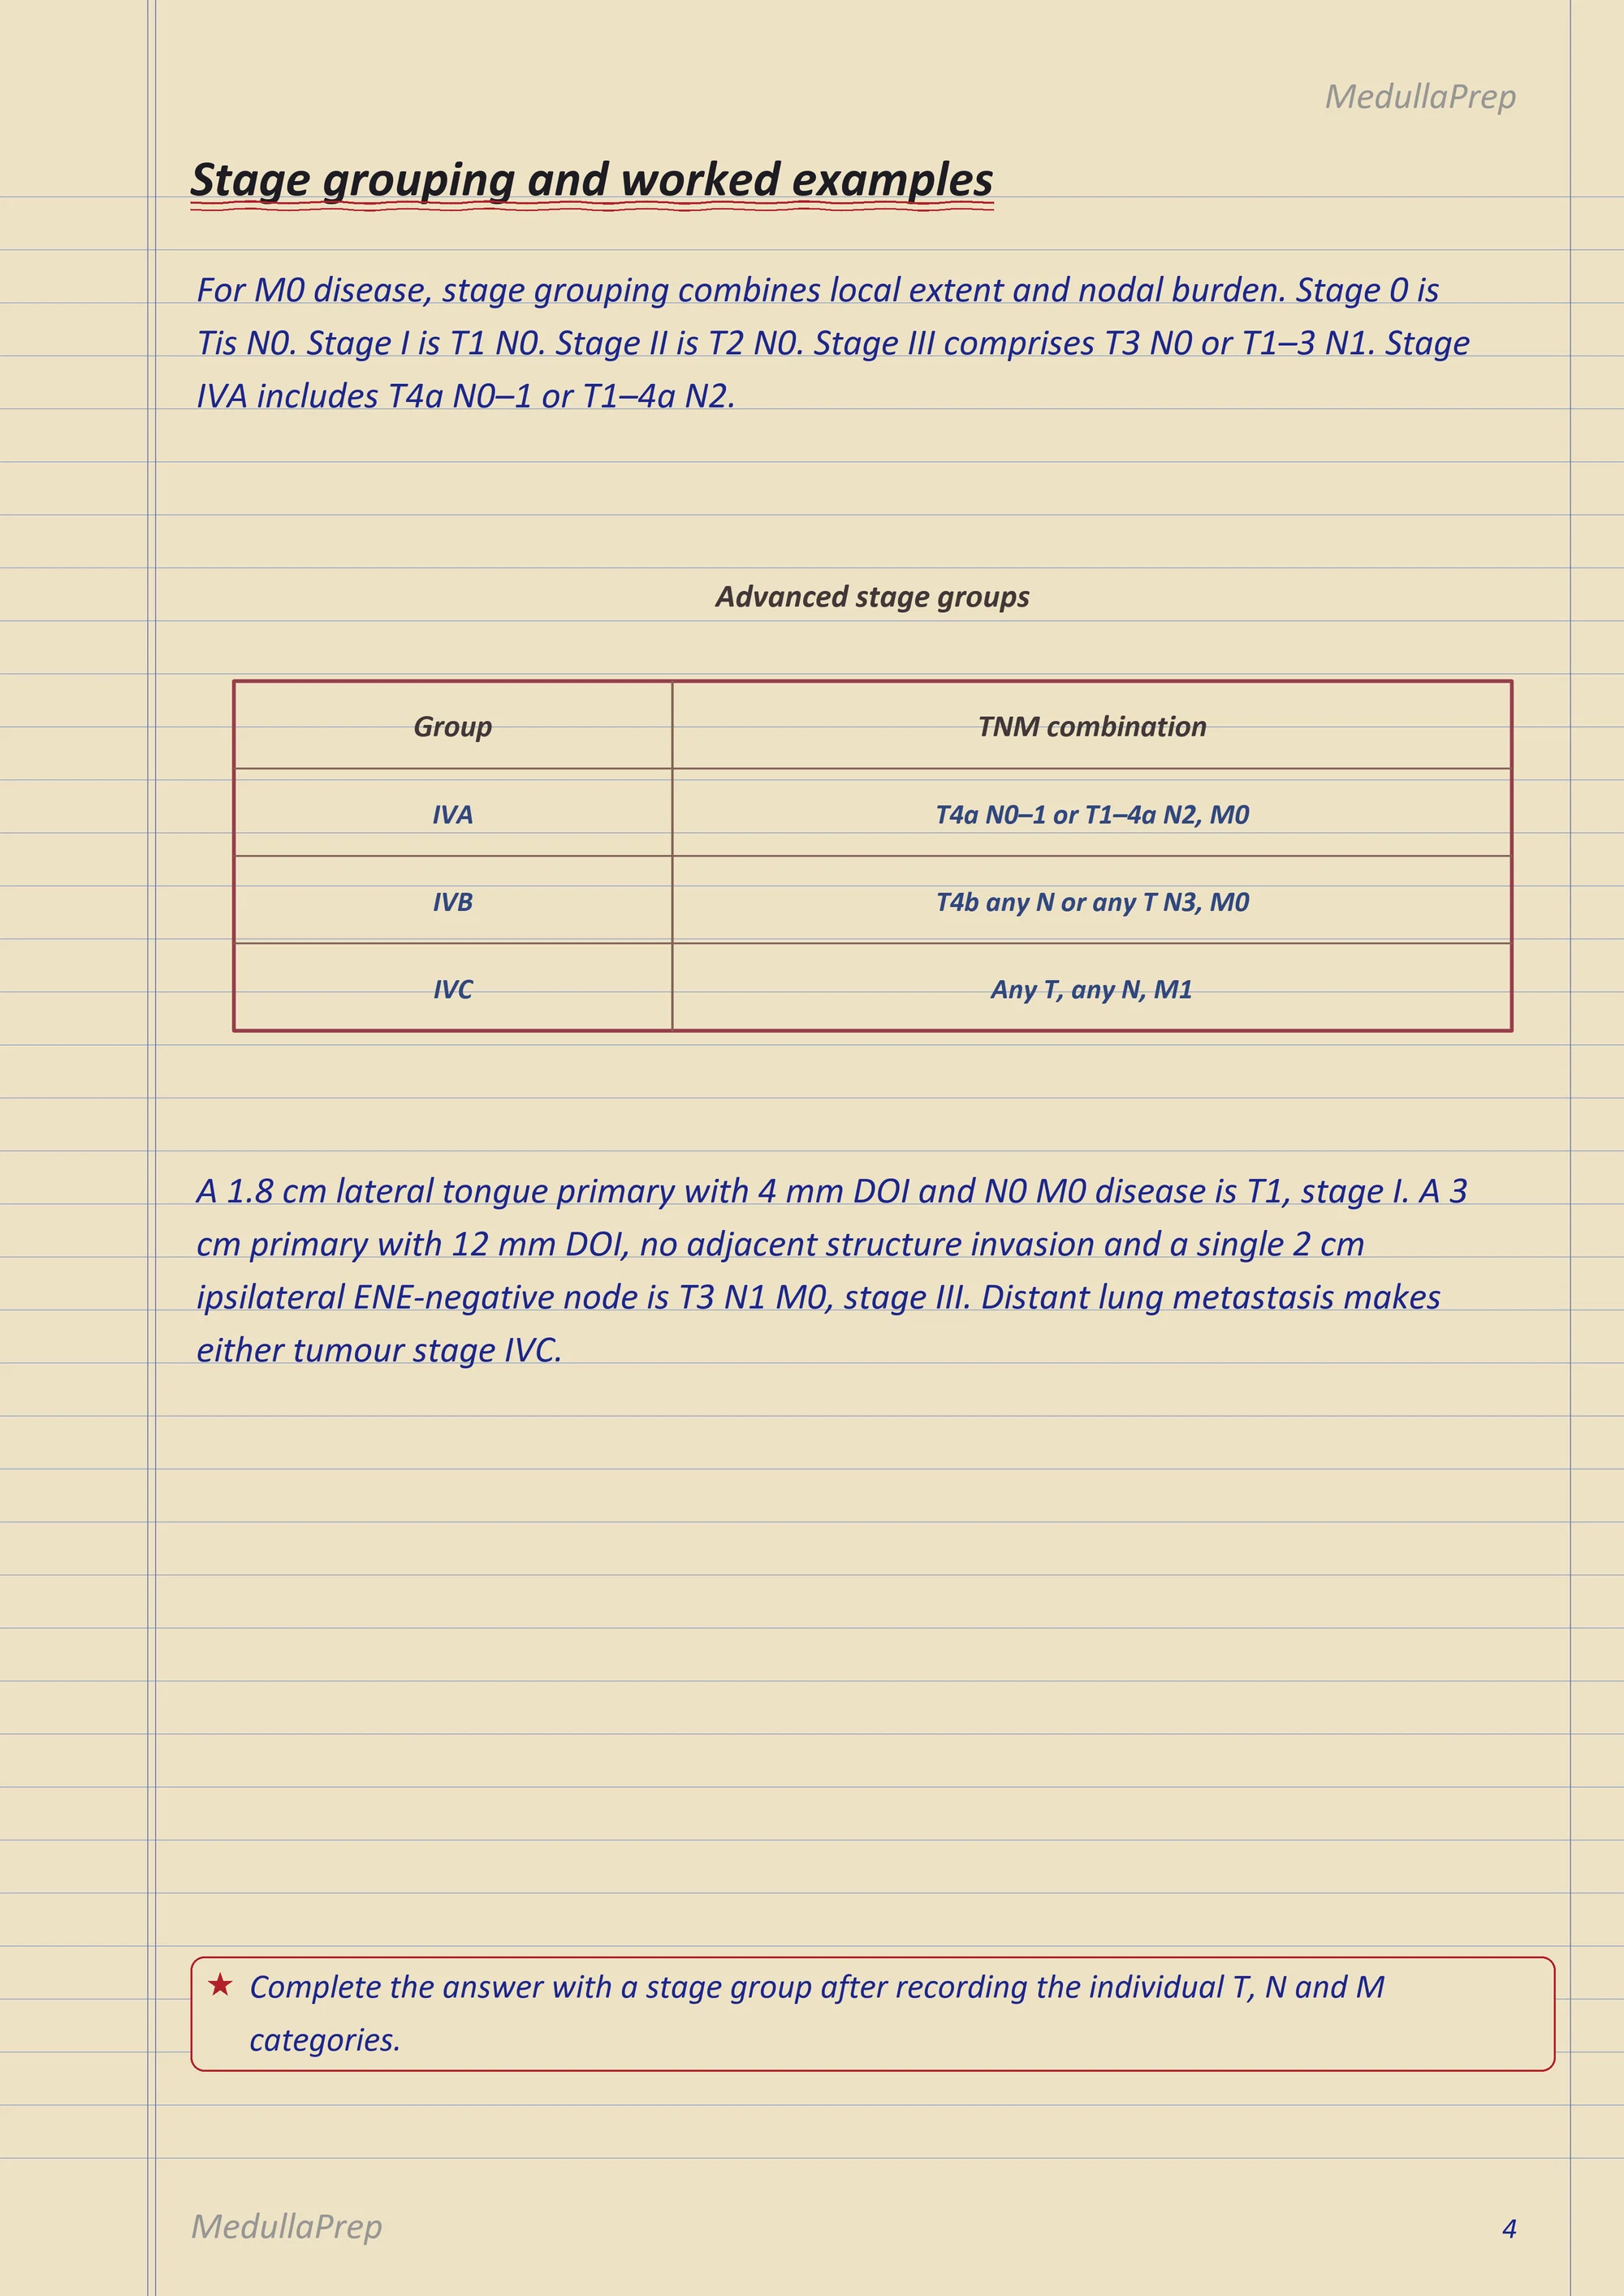 MedullaPrep
Stage grouping and worked examples
For M0 disease, stage grouping combines local extent and nodal burden. Stage 0 is
Tis N0. Stage I is T1 N0. Stage II is T2 N0. Stage III comprises T3 N0 or T1–3 N1. Stage
IVA includes T4a N0–1 or T1–4a N2.
Advanced stage groups
Group TNM combination
IVA T4a N0–1 or T1–4a N2, M0
IVB T4b any N or any T N3, M0
IVC Any T, any N, M1
A 1.8 cm lateral tongue primary with 4 mm DOI and N0 M0 disease is T1, stage I. A 3
cm primary with 12 mm DOI, no adjacent structure invasion and a single 2 cm
ipsilateral ENE-negative node is T3 N1 M0, stage III. Distant lung metastasis makes
either tumour stage IVC.
★ Complete the answer with a stage group after recording the individual T, N and M
categories.
MedullaPrep 4